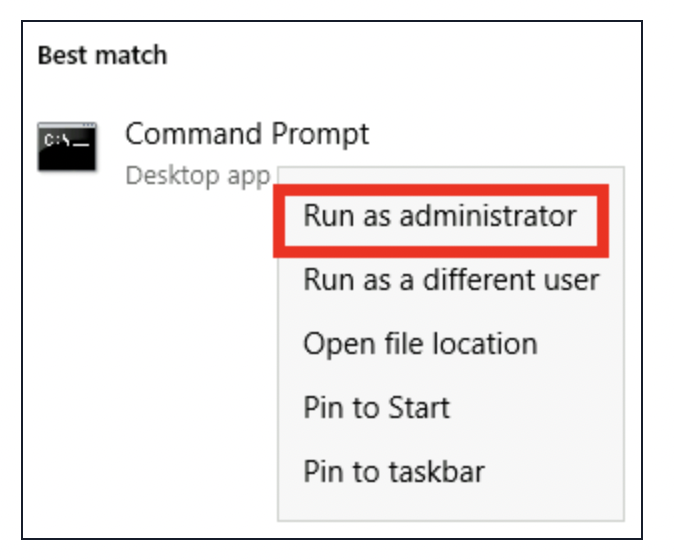 Best match
C:\_
Command Prompt
Desktop app
Run as administrator
Run as a different user
Open file location
Pin to Start
Pin to taskbar